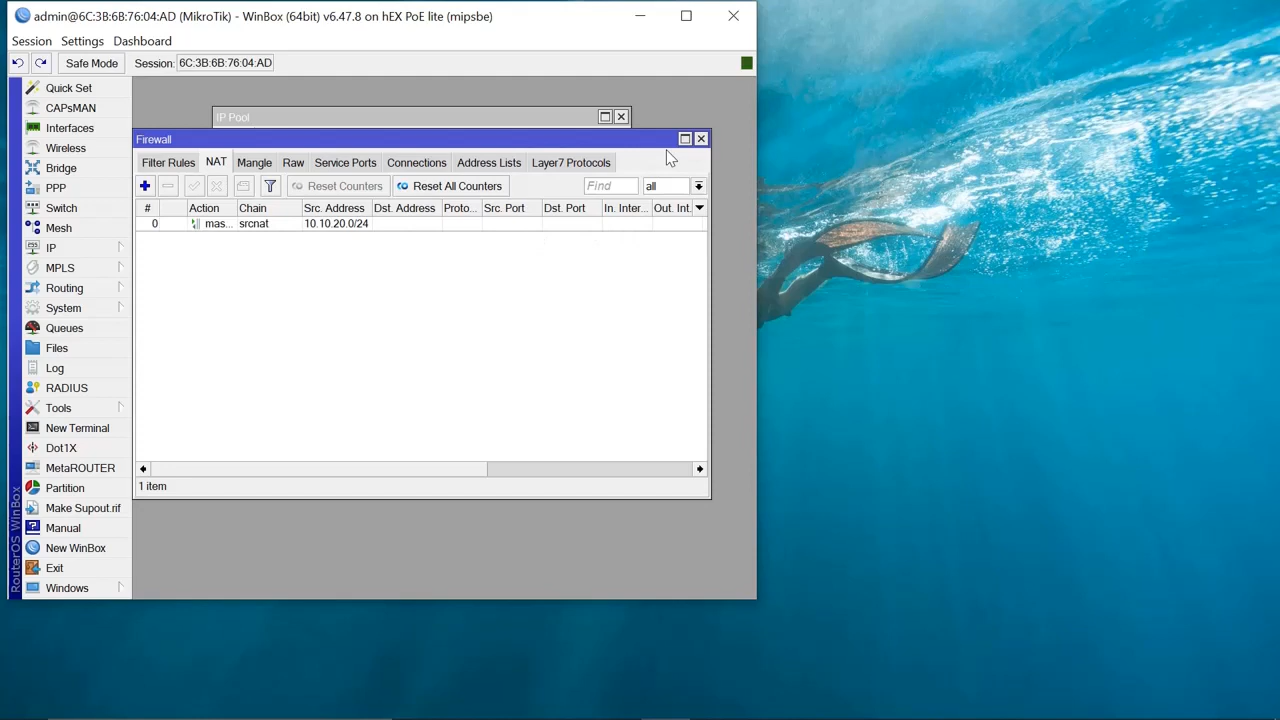 admin@6C:3B:6B:76:04:AD (MikroTik) - WinBox (64bit) v6.47.8 on hEX PoE lite (mipsbe)
Session Settings Dashboard
Safe Mode Session: 6C:3B:6B:76:04:AD
Quick Set
CAPsMAN
Interfaces
Wireless
Bridge
PPP
Switch
Mesh
IP
MPLS
Routing
System
Queues
Files
Log
RADIUS
Tools
New Terminal
Dot1X
MetaROUTER
Partition
Make Supout.rif
Manual
New WinBox
Exit
Windows
RouterOS WinBox
IP Pool
Firewall
Filter Rules NAT Mangle Raw Service Ports Connections Address Lists Layer7 Protocols
Reset Counters Reset All Counters Find all
# Action Chain Src. Address Dst. Address Proto... Src. Port Dst. Port In. Inter... Out. Int.
0 mas... srcnat 10.10.20.0/24
1 item